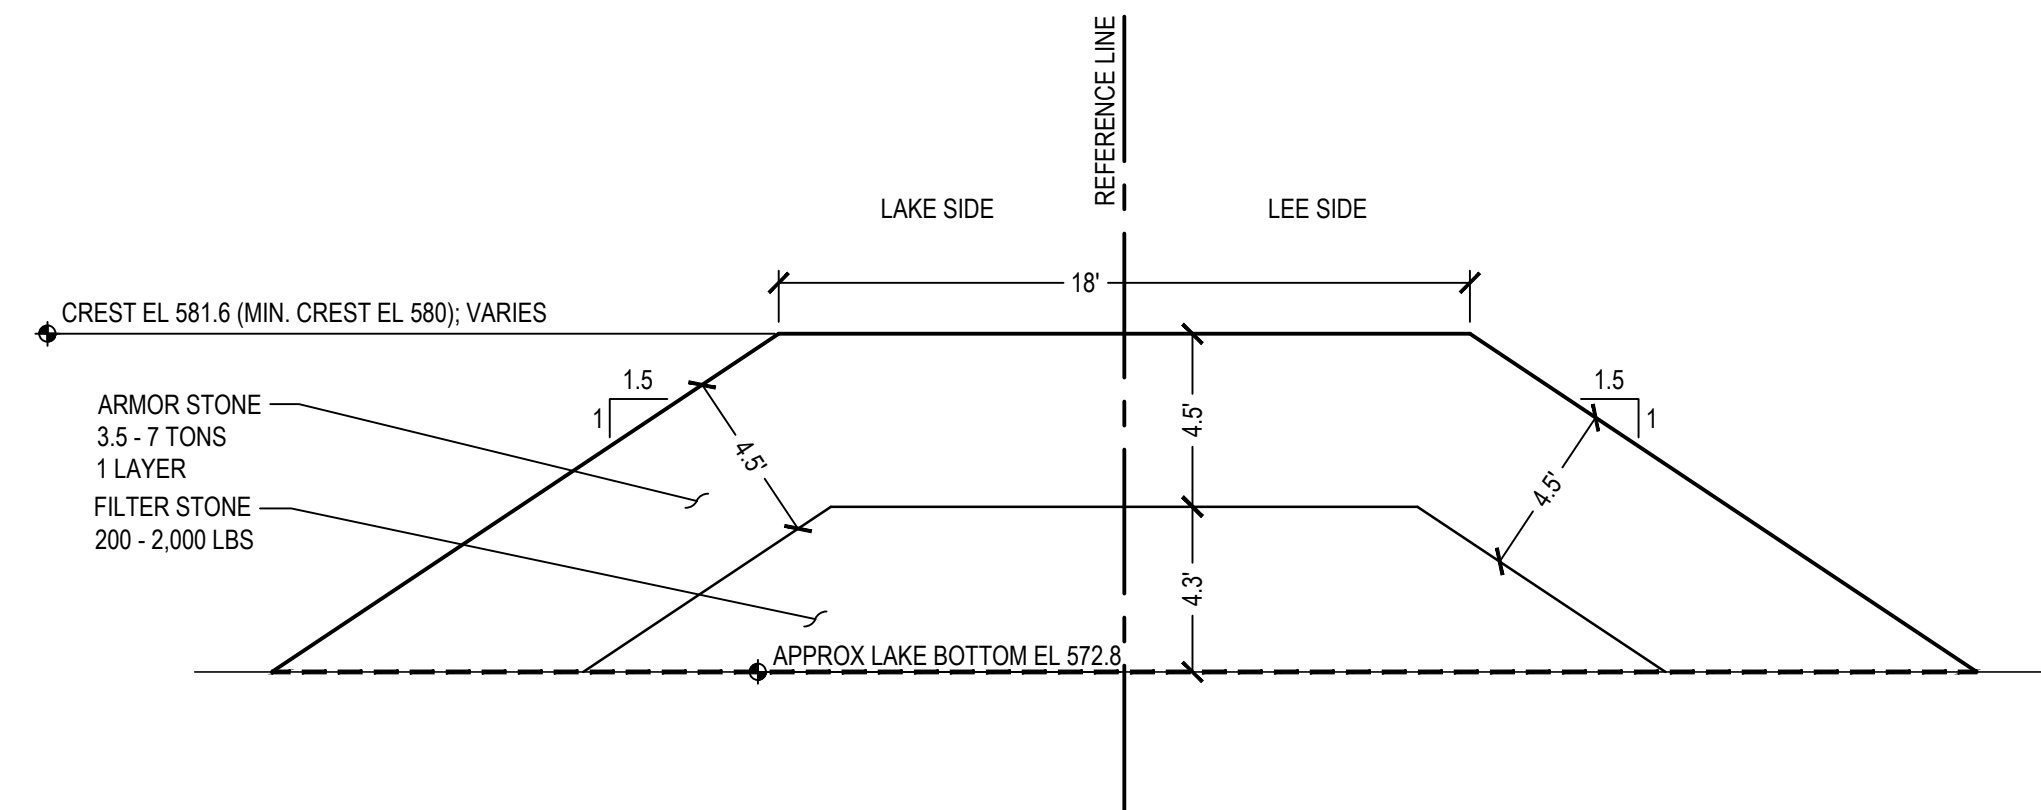 REFERENCE LINE
LAKE SIDE
LEE SIDE
18'
CREST EL 581.6 (MIN. CREST EL 580); VARIES
1.5
1
1.5
1
ARMOR STONE
3.5 - 7 TONS
1 LAYER
4.5'
4.5'
4.5'
FILTER STONE
200 - 2,000 LBS
4.3'
APPROX LAKE BOTTOM EL 572.8